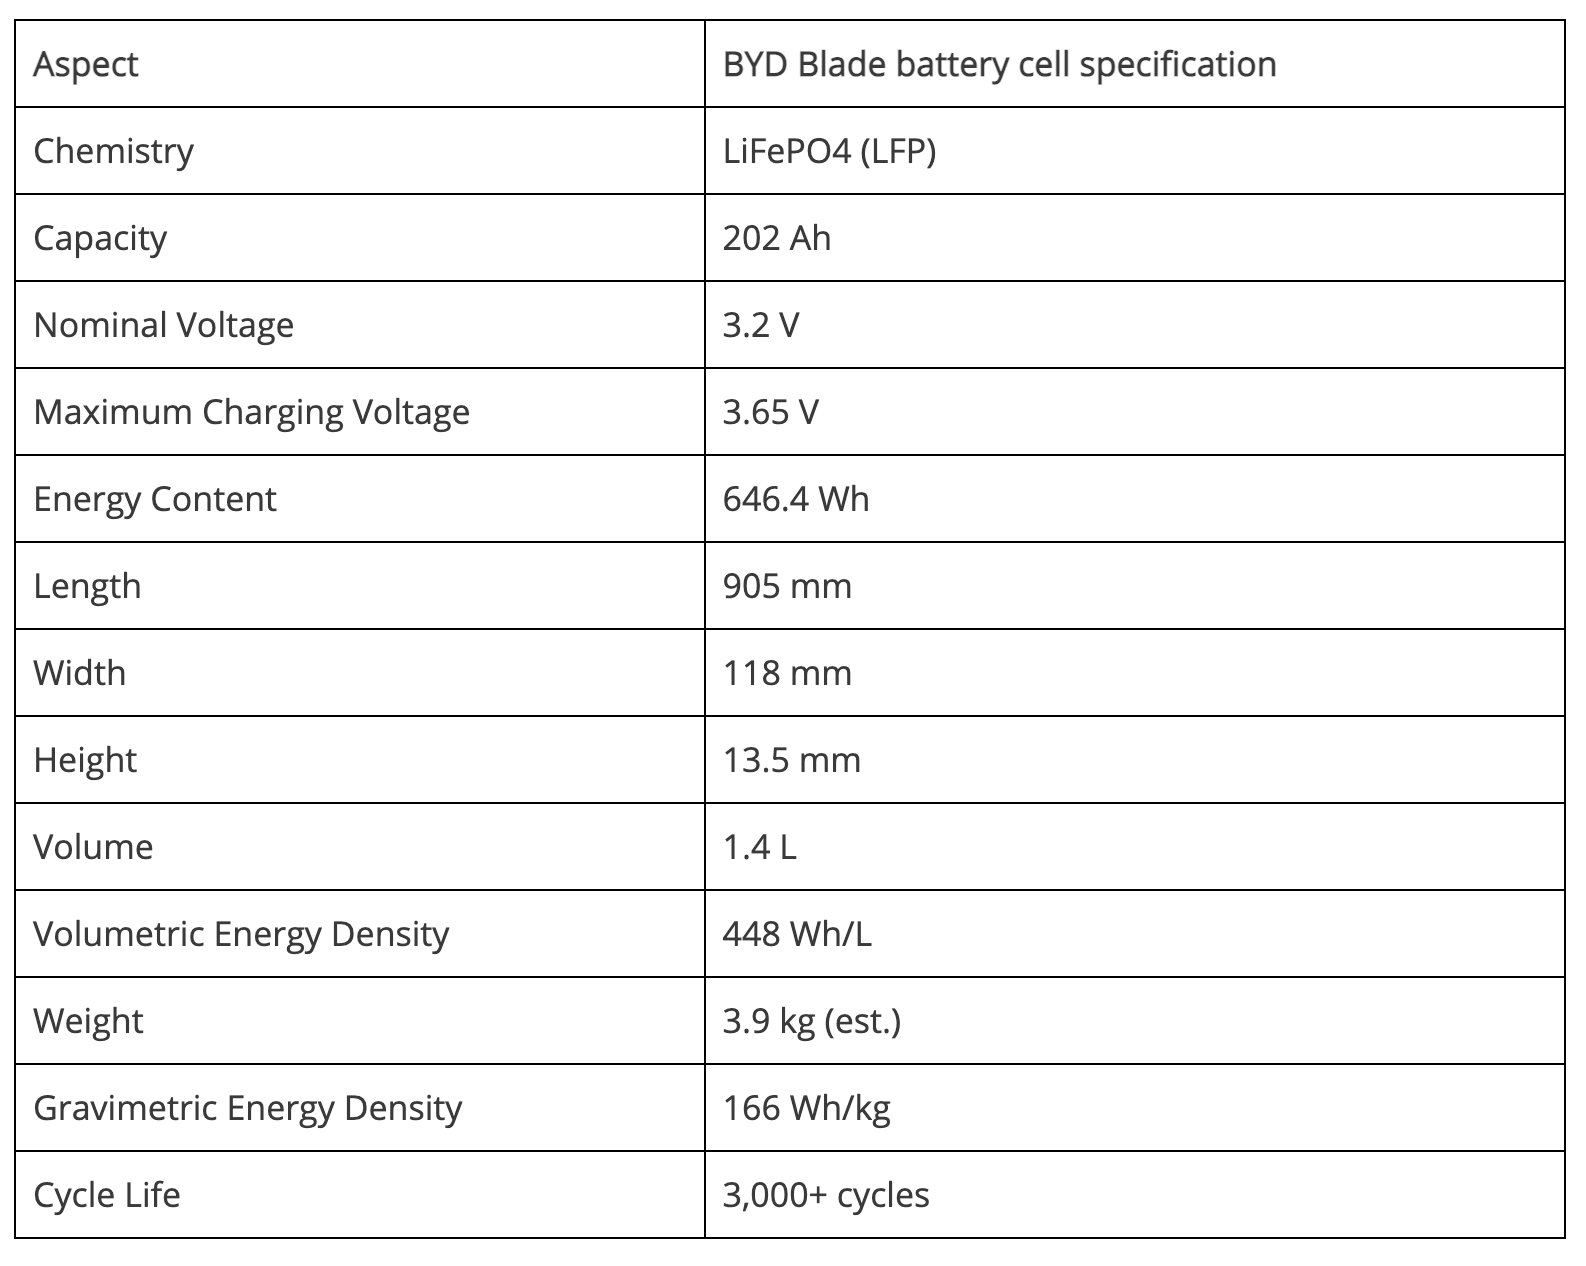 Aspect BYD Blade battery cell specification
Chemistry LiFePO4 (LFP)
Capacity 202 Ah
Nominal Voltage 3.2 V
Maximum Charging Voltage 3.65 V
Energy Content 646.4 Wh
Length 905 mm
Width 118 mm
Height 13.5 mm
Volume 1.4 L
Volumetric Energy Density 448 Wh/L
Weight 3.9 kg (est.)
Gravimetric Energy Density 166 Wh/kg
Cycle Life 3,000+ cycles